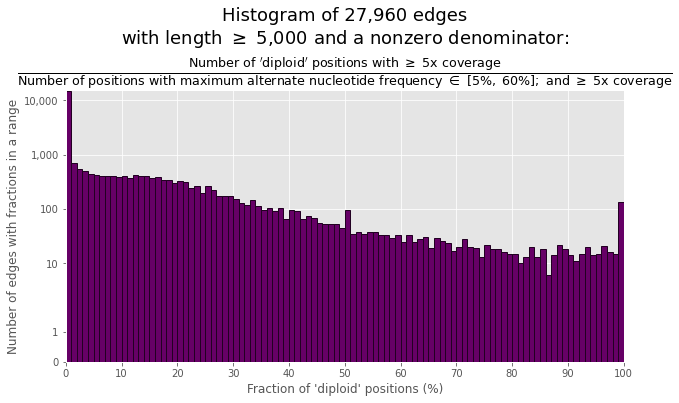 Histogram of 27,960 edges
with length ≥ 5,000 and a nonzero denominator:
Number of 'diploid' positions with ≥ 5x coverage
Number of positions with maximum alternate nucleotide frequency ∈ [5%, 60%]; and ≥ 5x coverage
Number of edges with fractions in a range
10,000
1,000
100
10
1
0
0 10 20 30 40 50 60 70 80 90 100
Fraction of 'diploid' positions (%)